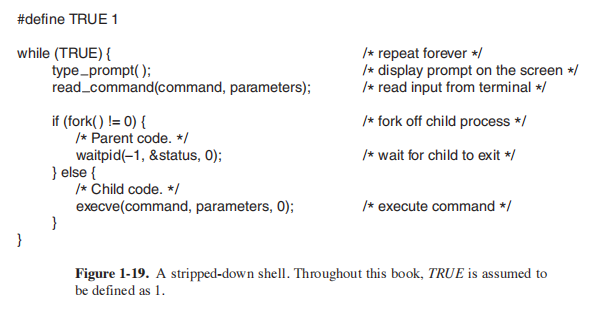 #define TRUE 1
while (TRUE) { /* repeat forever */
type_prompt( ); /* display prompt on the screen */
read_command(command, parameters); /* read input from terminal */
if (fork( ) != 0) { /* fork off child process */
/* Parent code. */
waitpid(−1, &status, 0); /* wait for child to exit */
} else {
/* Child code. */
execve(command, parameters, 0); /* execute command */
}
}
Figure 1-19. A stripped-down shell. Throughout this book, TRUE is assumed to
be defined as 1.